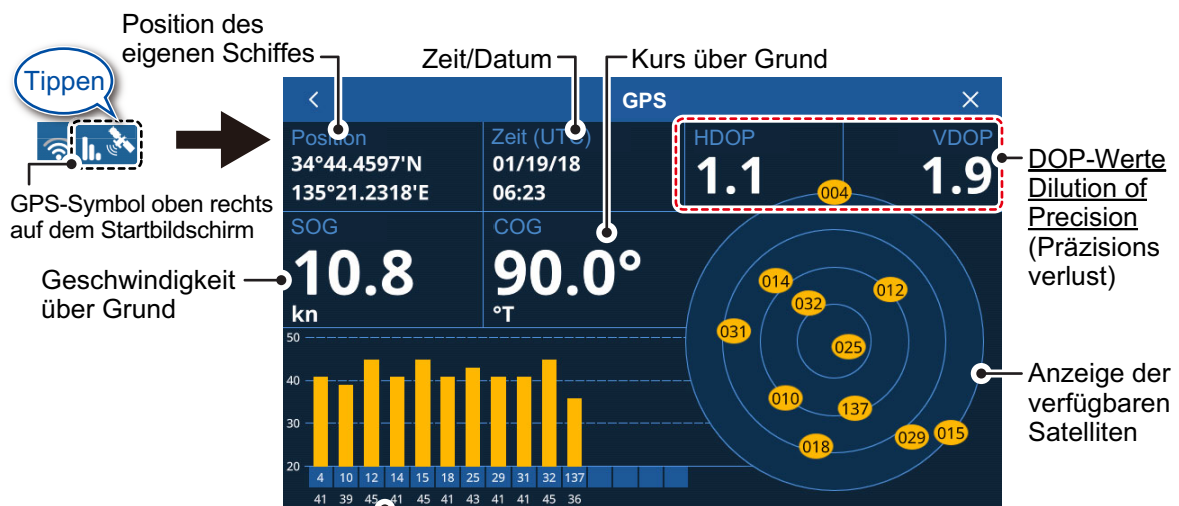 Position des
eigenen Schiffes
Zeit/Datum
Kurs über Grund
Tippen
GPS-Symbol oben rechts
auf dem Startbildschirm
Geschwindigkeit
über Grund
GPS
Position
34°44.4597'N
135°21.2318'E
Zeit (UTC)
01/19/18
06:23
HDOP
1.1
VDOP
1.9
DOP-Werte
Dilution of
Precision
(Präzisions
verlust)
SOG
10.8
kn
COG
90.0°
°T
004
014
012
032
031
025
010
137
018
029
015
Anzeige der
verfügbaren
Satelliten
50
40
30
20
4 10 12 14 15 18 25 29 31 32 137
41 39 45 41 45 41 43 41 41 45 36